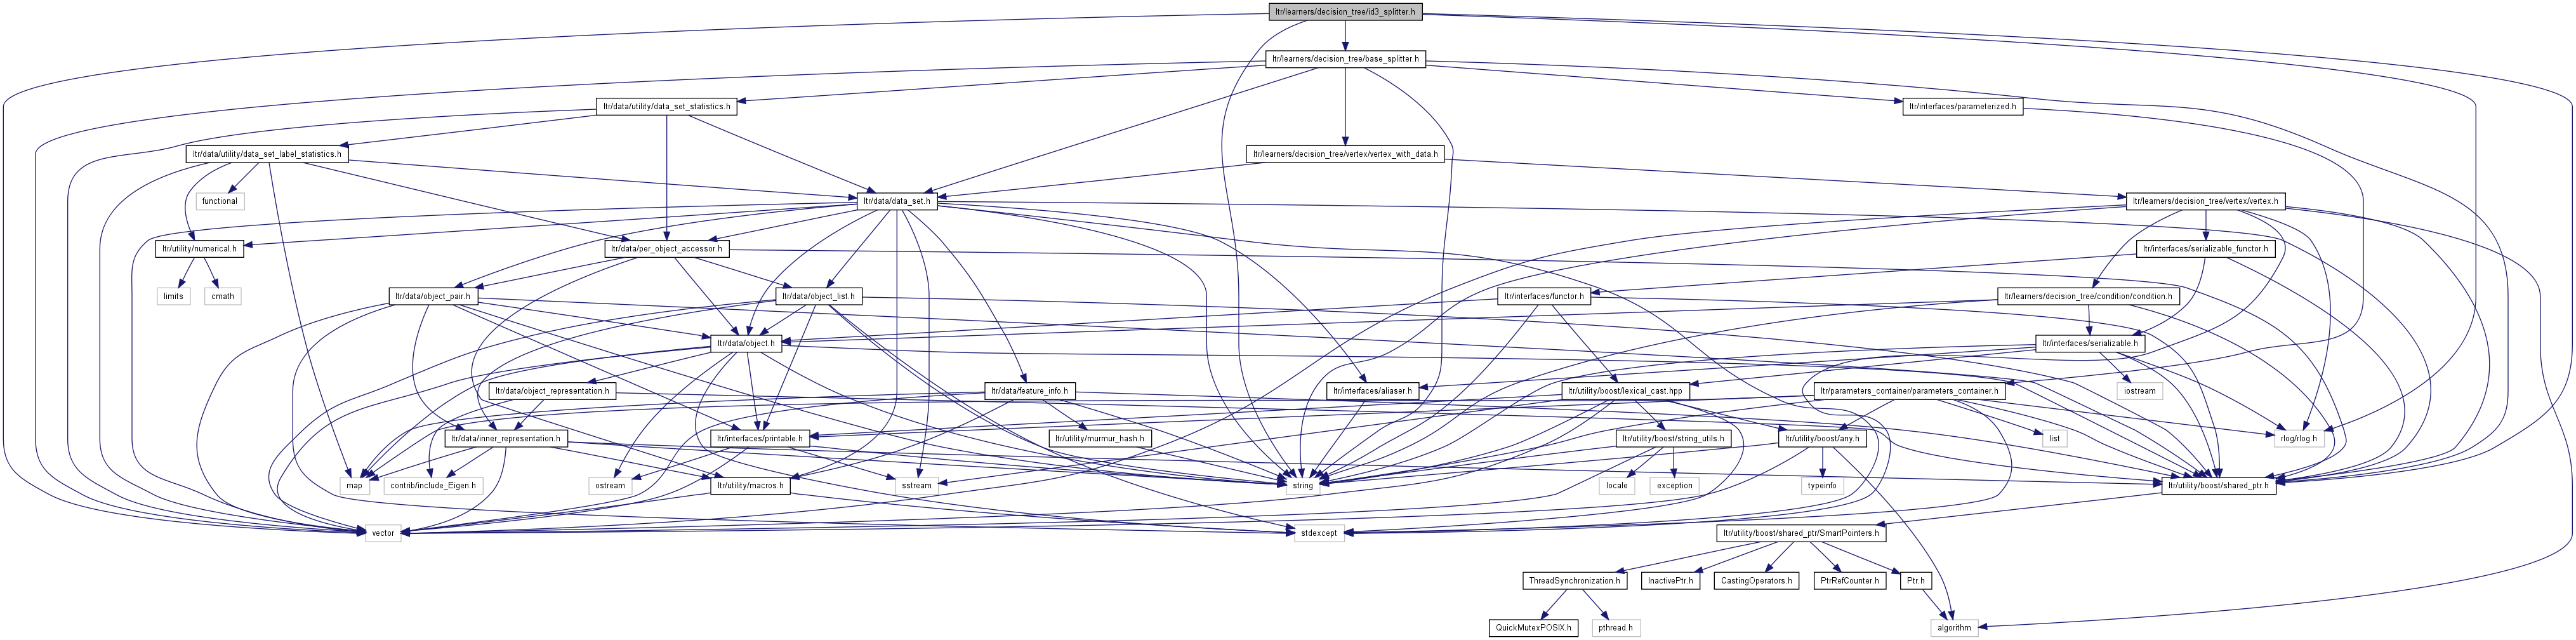 ltr/learners/decision_tree/id3_splitter.h
ltr/learners/decision_tree/base_splitter.h
ltr/data/utility/data_set_statistics.h
ltr/interfaces/parameterized.h
ltr/data/utility/data_set_label_statistics.h
ltr/learners/decision_tree/vertex/vertex_with_data.h
functional
ltr/data/data_set.h
ltr/learners/decision_tree/vertex/vertex.h
ltr/utility/numerical.h
ltr/data/per_object_accessor.h
ltr/interfaces/serializable_functor.h
limits
cmath
ltr/data/object_pair.h
ltr/data/object_list.h
ltr/interfaces/functor.h
ltr/learners/decision_tree/condition/condition.h
ltr/data/object.h
ltr/interfaces/serializable.h
ltr/data/object_representation.h
ltr/data/feature_info.h
ltr/interfaces/aliaser.h
ltr/utility/boost/lexical_cast.hpp
ltr/parameters_container/parameters_container.h
iostream
ltr/data/inner_representation.h
ltr/interfaces/printable.h
ltr/utility/murmur_hash.h
ltr/utility/boost/string_utils.h
ltr/utility/boost/any.h
list
rlog/rlog.h
map
contrib/include_Eigen.h
ostream
ltr/utility/macros.h
sstream
string
locale
exception
typeinfo
ltr/utility/boost/shared_ptr.h
vector
stdexcept
ltr/utility/boost/shared_ptr/SmartPointers.h
ThreadSynchronization.h
InactivePtr.h
CastingOperators.h
PtrRefCounter.h
Ptr.h
QuickMutexPOSIX.h
pthread.h
algorithm